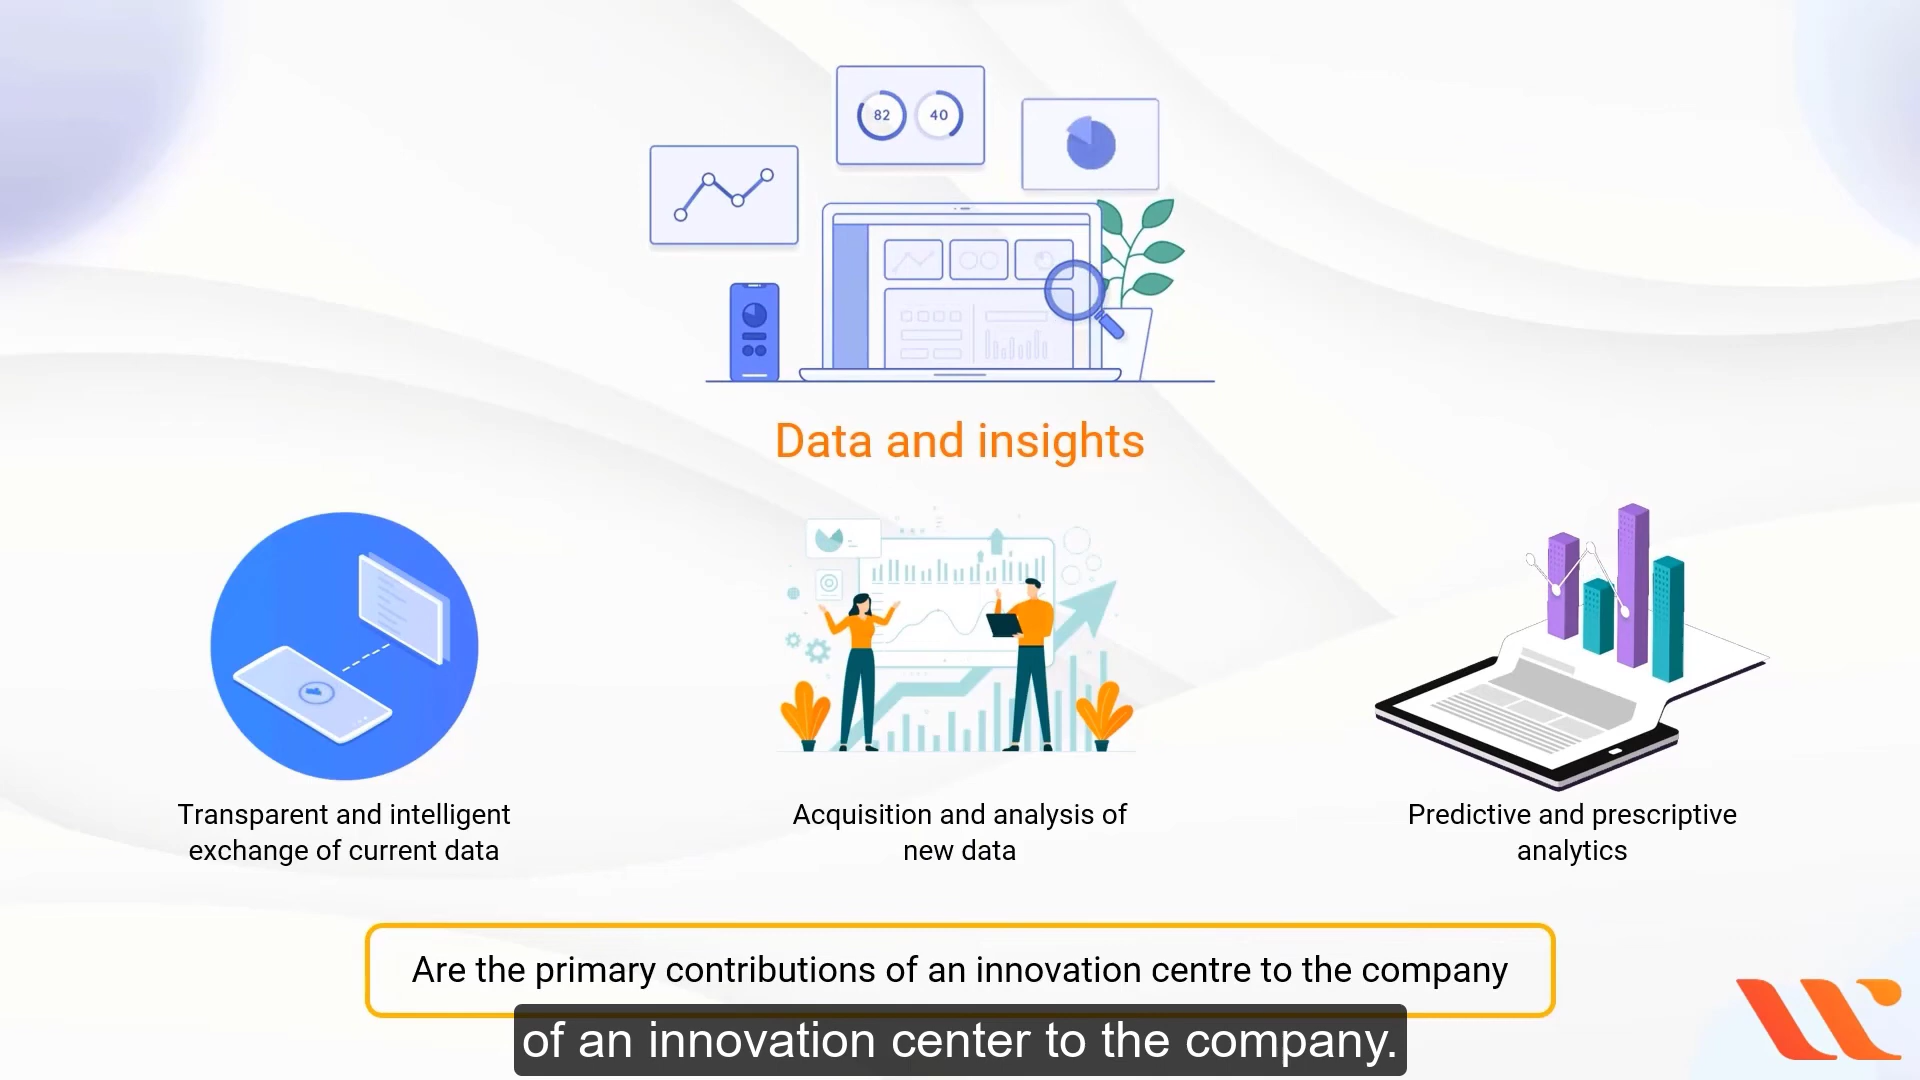 82 40
Data and insights
Transparent and intelligent
exchange of current data
Acquisition and analysis of
new data
Predictive and prescriptive
analytics
Are the primary contributions of an innovation centre to the company
of an innovation center to the company.